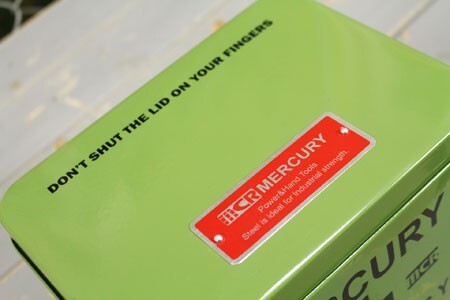 DON'T SHUT THE LID ON YOUR FINGERS
MCR MERCURY
Power&Hand Tools
Steel is ideal for Industrial strength.
MERCURY
MCR